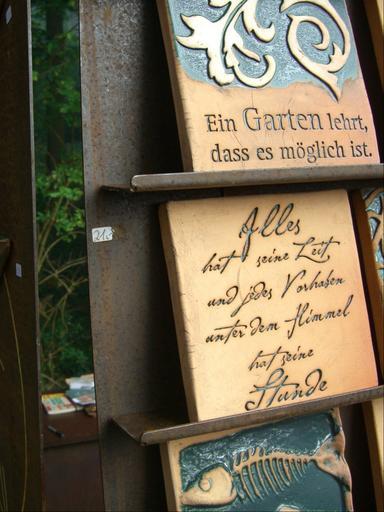 Ein Garten lehrt,
dass es möglich ist.
Alles
hat seine Zeit
und jedes Vorhaben
unter dem Himmel
hat seine
Stunde